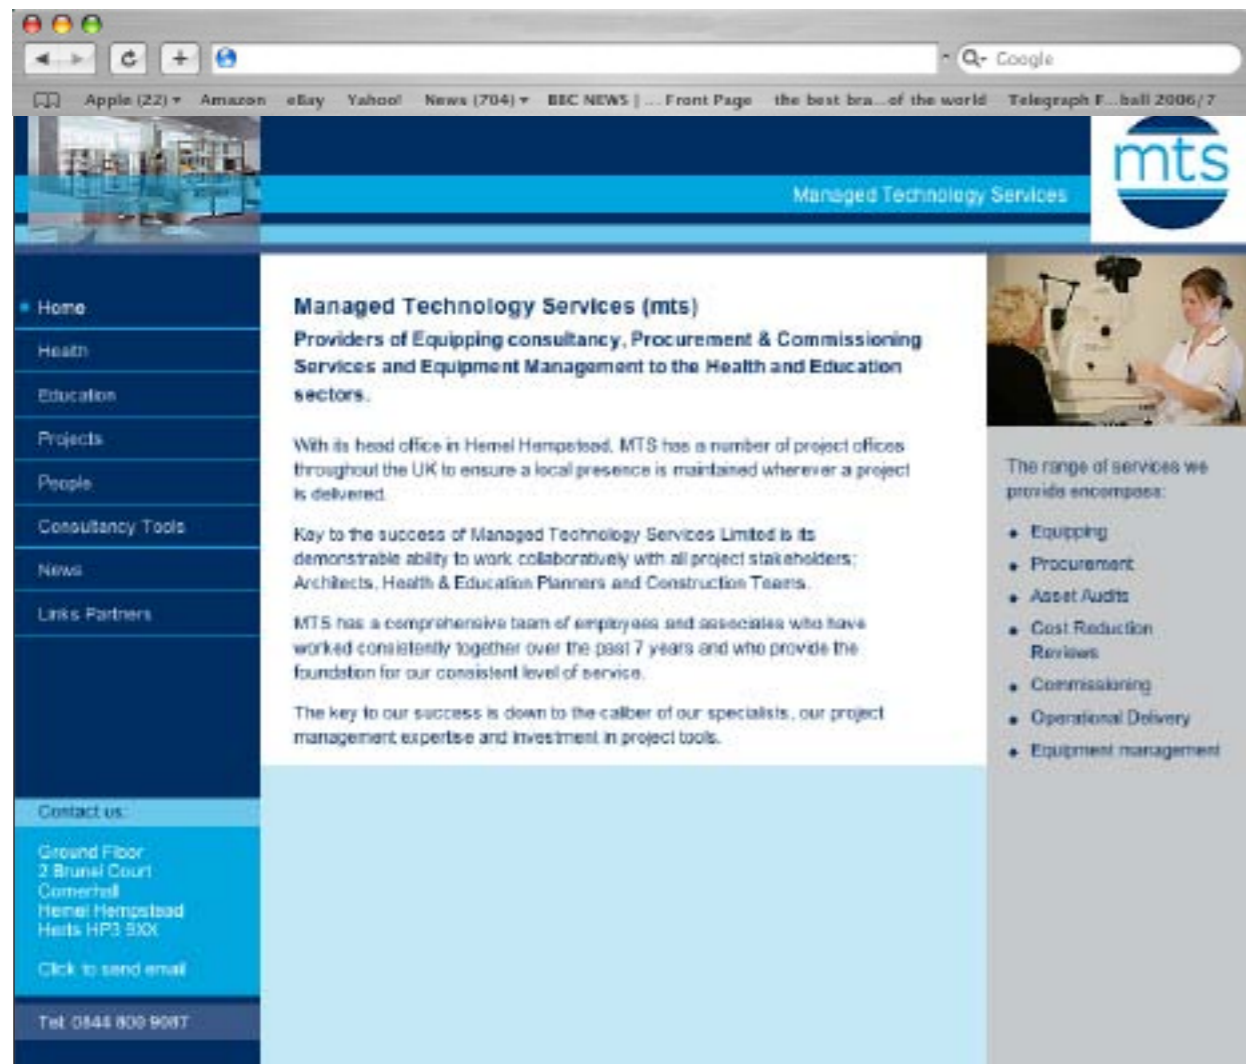 Google
Apple (22) Amazon eBay Yahoo! News (704) BBC NEWS | ... Front Page the best bra...of the world Telegraph F...ball 2006/7
mts
Managed Technology Services
Home
Health
Education
Projects
People
Consultancy Tools
News
Links Partners
Contact us:
Ground Floor
2 Brunel Court
Cornerhall
Hemel Hempstead
Herts HP3 9XX
Click to send email
Tel: 0844 800 9987
Managed Technology Services (mts)
Providers of Equipping consultancy, Procurement & Commissioning
Services and Equipment Management to the Health and Education
sectors.
With its head office in Hemel Hempstead, MTS has a number of project offices
throughout the UK to ensure a local presence is maintained wherever a project
is delivered.
Key to the success of Managed Technology Services Limited is its
demonstrable ability to work collaboratively with all project stakeholders;
Architects, Health & Education Planners and Construction Teams.
MTS has a comprehensive team of employees and associates who have
worked consistently together over the past 7 years and who provide the
foundation for our consistent level of service.
The key to our success is down to the caliber of our specialists, our project
management expertise and investment in project tools.
The range of services we
provide encompass:
Equipping
Procurement
Asset Audits
Cost Reduction
Reviews
Commissioning
Operational Delivery
Equipment management